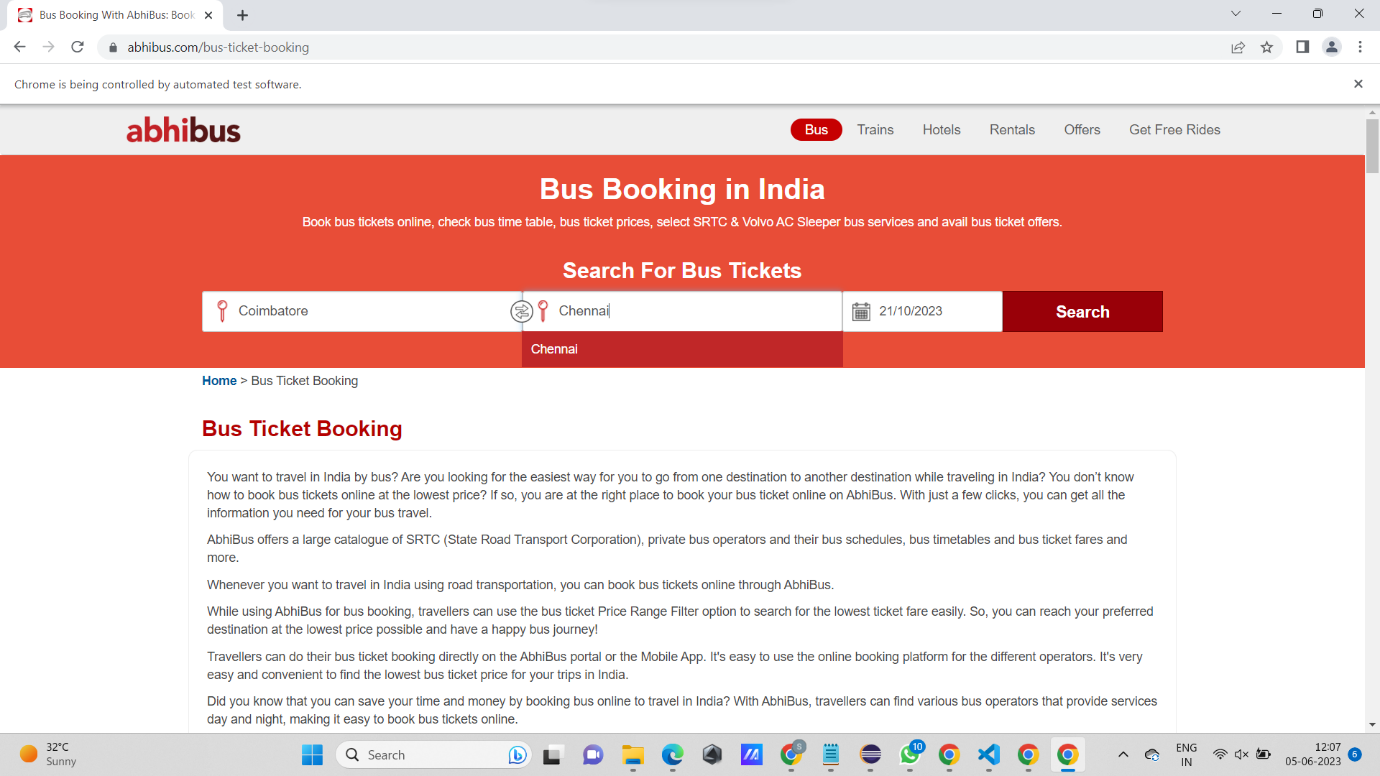 Bus Booking With AbhiBus: Book
abhibus.com/bus-ticket-booking
Chrome is being controlled by automated test software.
abhibus
Bus
Trains
Hotels
Rentals
Offers
Get Free Rides
Bus Booking in India
Book bus tickets online, check bus time table, bus ticket prices, select SRTC & Volvo AC Sleeper bus services and avail bus ticket offers.
Search For Bus Tickets
Coimbatore
Chennai
21/10/2023
Search
Chennai
Home > Bus Ticket Booking
Bus Ticket Booking
You want to travel in India by bus? Are you looking for the easiest way for you to go from one destination to another destination while traveling in India? You don't know
how to book bus tickets online at the lowest price? If so, you are at the right place to book your bus ticket online on AbhiBus. With just a few clicks, you can get all the
information you need for your bus travel.
AbhiBus offers a large catalogue of SRTC (State Road Transport Corporation), private bus operators and their bus schedules, bus timetables and bus ticket fares and
more.
Whenever you want to travel in India using road transportation, you can book bus tickets online through AbhiBus.
While using AbhiBus for bus booking, travellers can use the bus ticket Price Range Filter option to search for the lowest ticket fare easily. So, you can reach your preferred
destination at the lowest price possible and have a happy bus journey!
Travellers can do their bus ticket booking directly on the AbhiBus portal or the Mobile App. It's easy to use the online booking platform for the different operators. It's very
easy and convenient to find the lowest bus ticket price for your trips in India.
Did you know that you can save your time and money by booking bus online to travel in India? With AbhiBus, travellers can find various bus operators that provide services
day and night, making it easy to book bus tickets online.
32°C
Sunny
Search
10
ENG
IN
12:07
05-06-2023
6